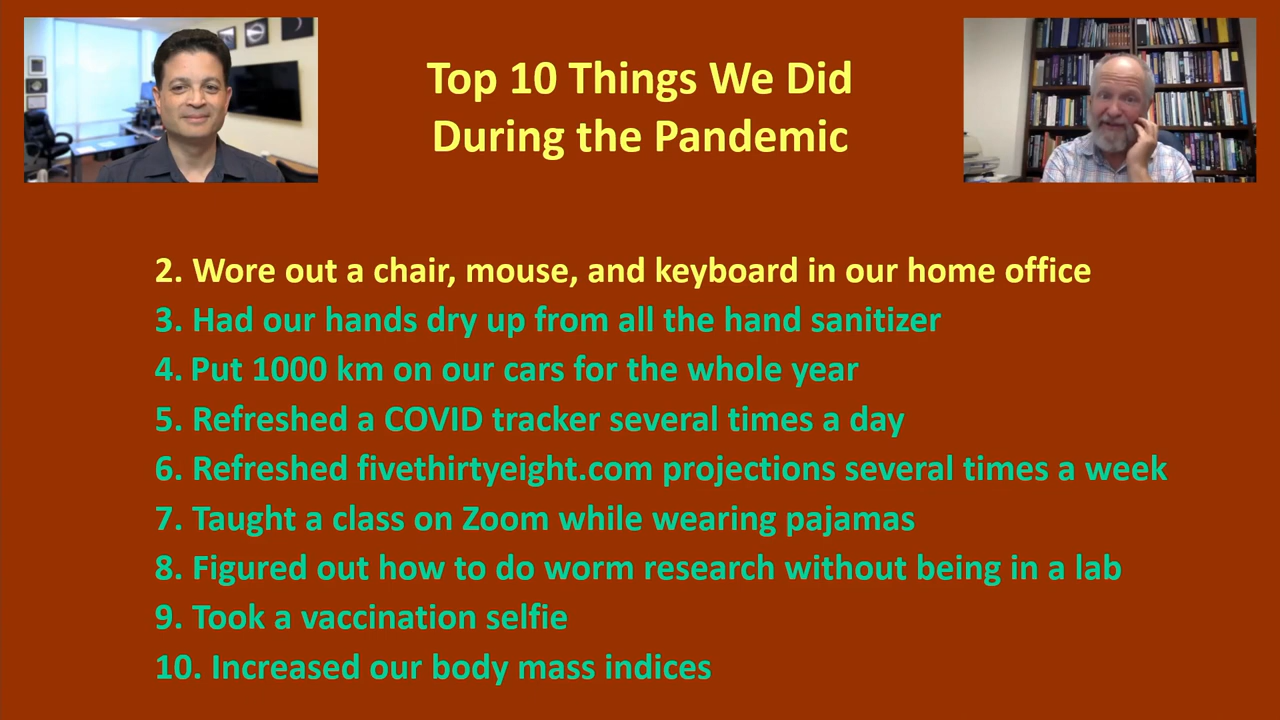 Top 10 Things We Did
During the Pandemic
2. Wore out a chair, mouse, and keyboard in our home office
3. Had our hands dry up from all the hand sanitizer
4. Put 1000 km on our cars for the whole year
5. Refreshed a COVID tracker several times a day
6. Refreshed fivethirtyeight.com projections several times a week
7. Taught a class on Zoom while wearing pajamas
8. Figured out how to do worm research without being in a lab
9. Took a vaccination selfie
10. Increased our body mass indices